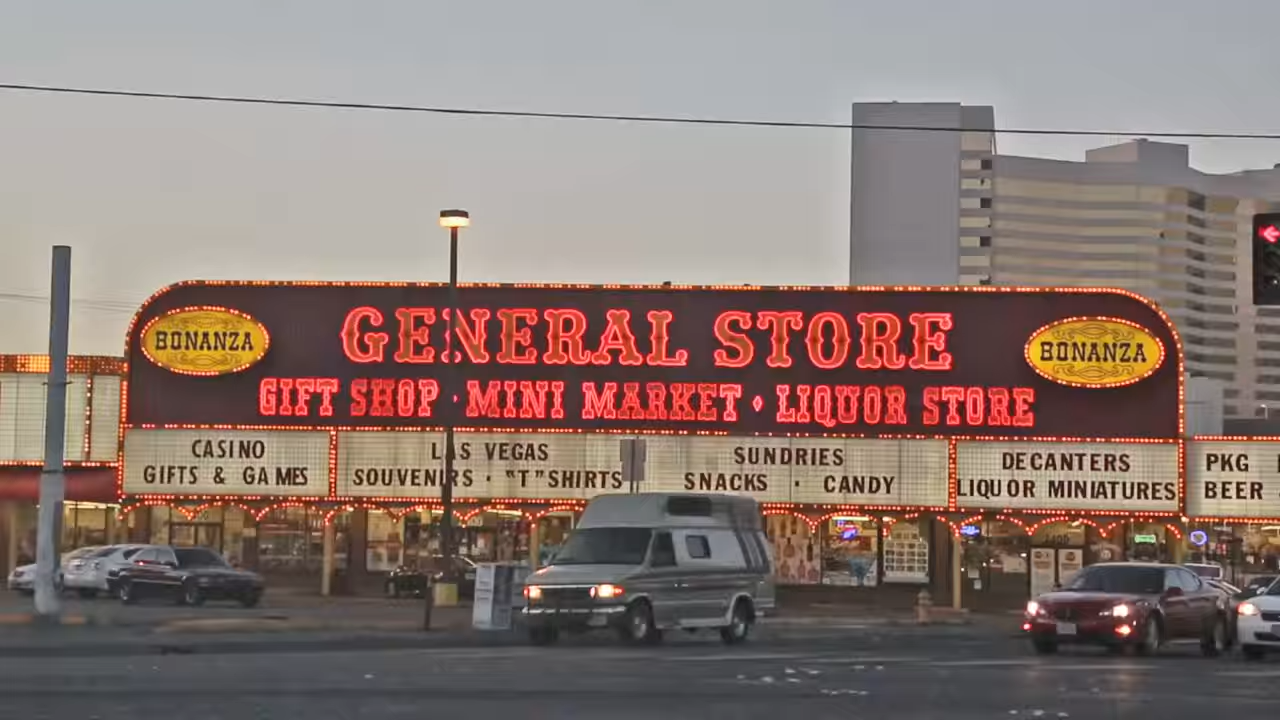 GENERAL STORE
BONANZA
BONANZA
GIFT SHOP · MINI MARKET · LIQUOR STORE
CASINO
GIFTS & GAMES
LAS VEGAS
SOUVENIRS · "T" SHIRTS
SUNDRIES
SNACKS · CANDY
DECANTERS
LIQUOR MINIATURES
PKG
BEER